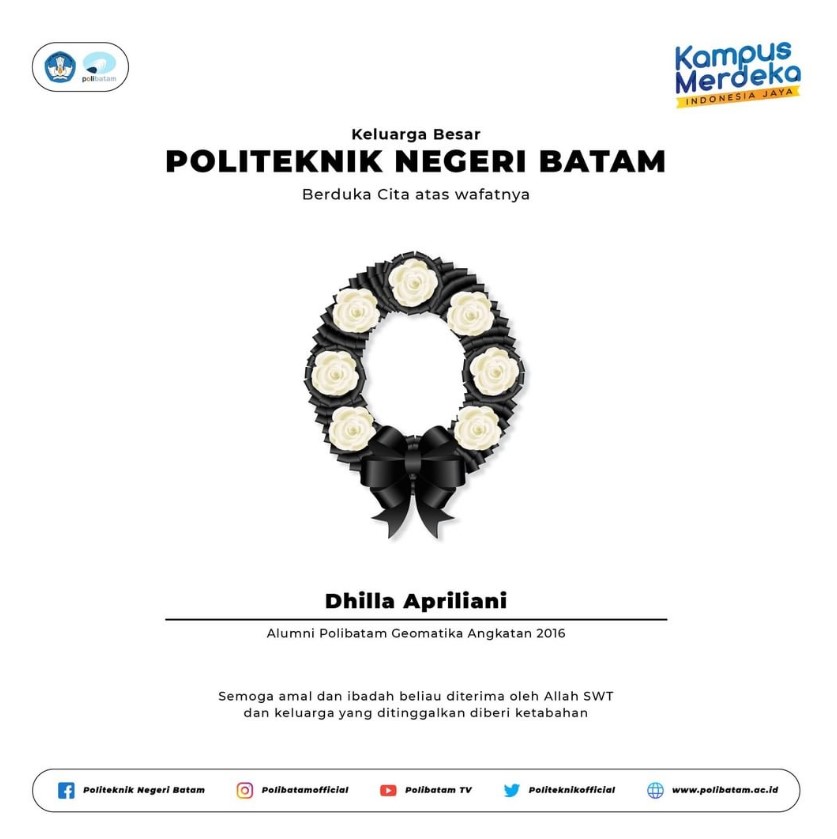 polibatam
Kampus
Merdeka
INDONESIA JAYA
Keluarga Besar
POLITEKNIK NEGERI BATAM
Berduka Cita atas wafatnya
Dhilla Apriliani
Alumni Polibatam Geomatika Angkatan 2016
Semoga amal dan ibadah beliau diterima oleh Allah SWT
dan keluarga yang ditinggalkan diberi ketabahan
Politeknik Negeri Batam Polibatamofficial Polibatam TV Politeknikofficial www.polibatam.ac.id